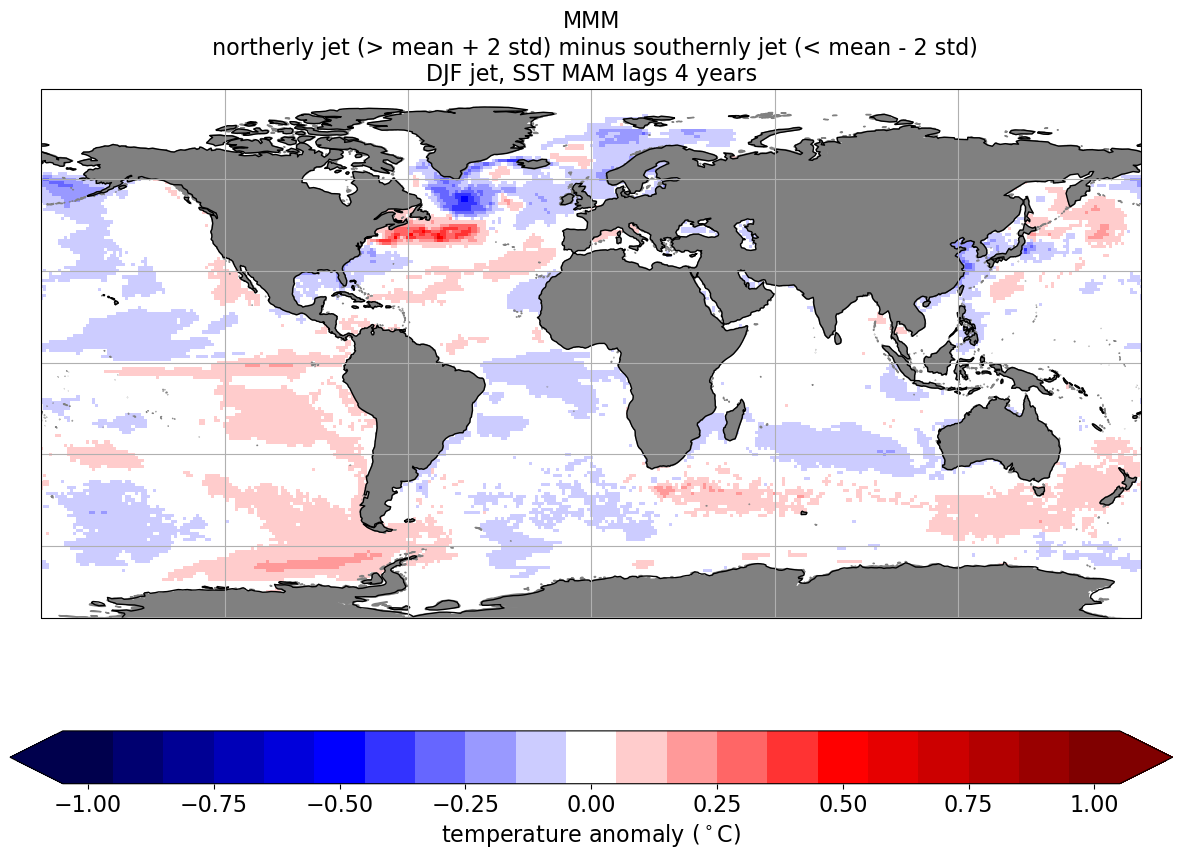 MMM
northerly jet (> mean + 2 std) minus southernly jet (< mean - 2 std)
DJF jet, SST MAM lags 4 years
−1.00 −0.75 −0.50 −0.25 0.00 0.25 0.50 0.75 1.00
temperature anomaly (°C)